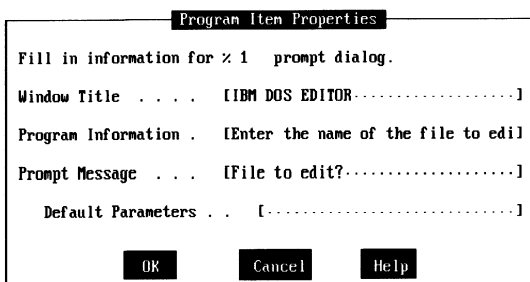 Program Item Properties
Fill in information for % 1 prompt dialog.
Window Title . . . . [IBM DOS EDITOR····················]
Program Information . [Enter the name of the file to edi]
Prompt Message . . . [File to edit?·····················]
Default Parameters . . [····························]
OK Cancel Help